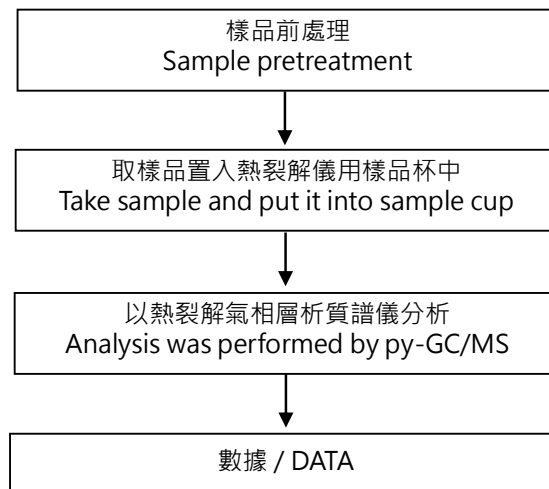 樣品前處理
Sample pretreatment
取樣品置入熱裂解儀用樣品杯中
Take sample and put it into sample cup
以熱裂解氣相層析質譜儀分析
Analysis was performed by py-GC/MS
數據 / DATA